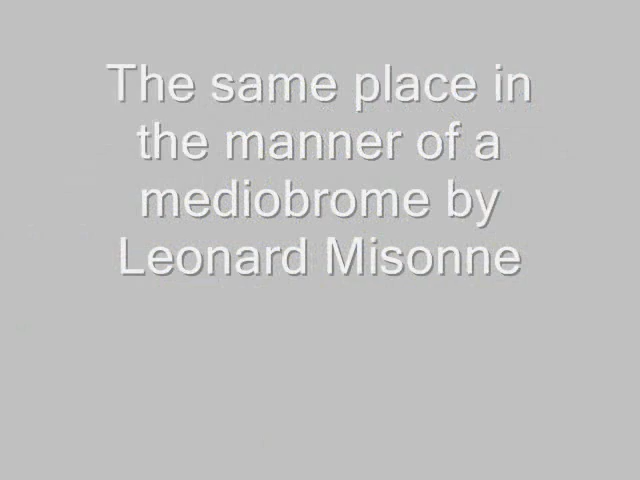 The same place in
the manner of a
mediobrome by
Leonard Misonne